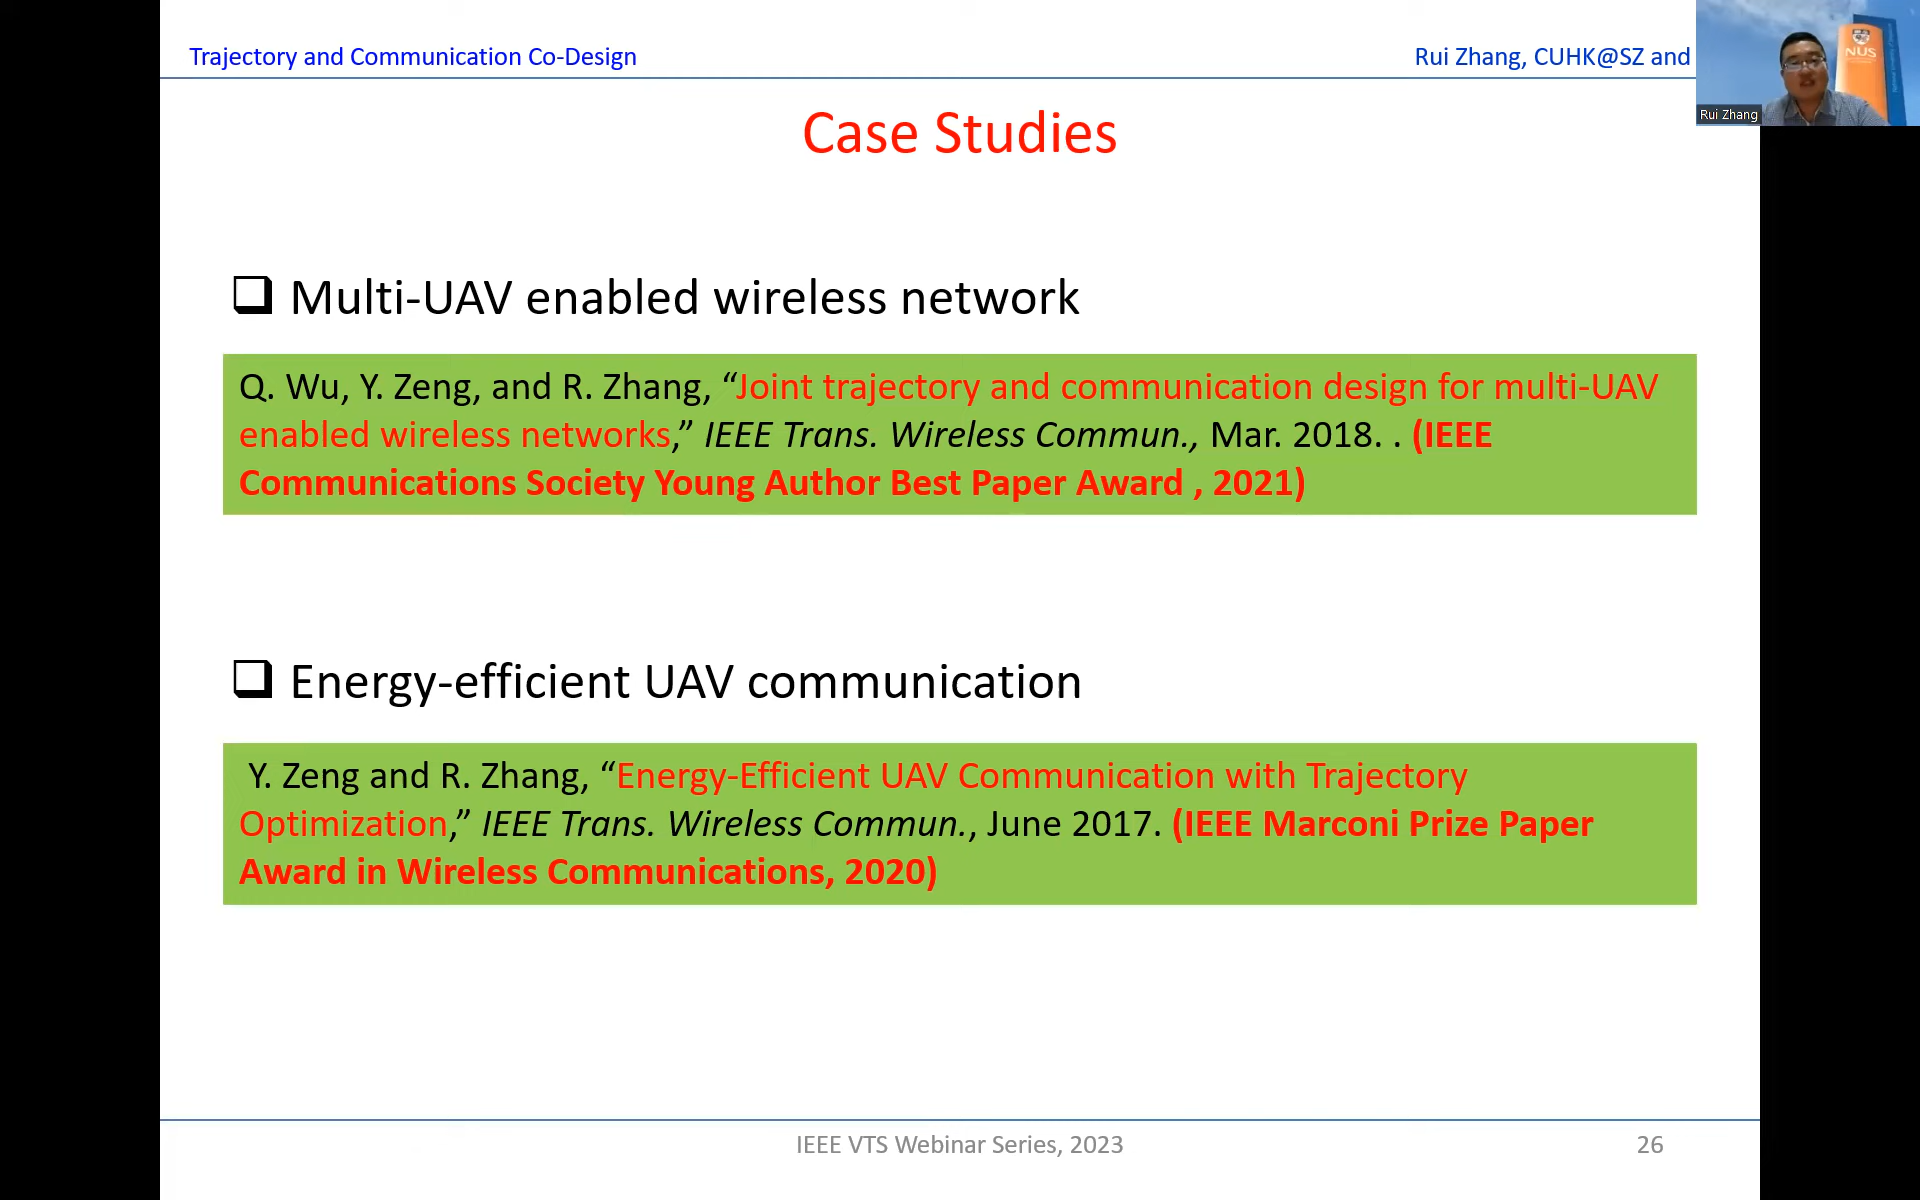 Trajectory and Communication Co-Design
Rui Zhang, CUHK@SZ and
NUS
Rui Zhang
Case Studies
Multi-UAV enabled wireless network
Q. Wu, Y. Zeng, and R. Zhang, “Joint trajectory and communication design for multi-UAV
enabled wireless networks,” IEEE Trans. Wireless Commun., Mar. 2018. . (IEEE
Communications Society Young Author Best Paper Award , 2021)
Energy-efficient UAV communication
Y. Zeng and R. Zhang, “Energy-Efficient UAV Communication with Trajectory
Optimization,” IEEE Trans. Wireless Commun., June 2017. (IEEE Marconi Prize Paper
Award in Wireless Communications, 2020)
IEEE VTS Webinar Series, 2023
26